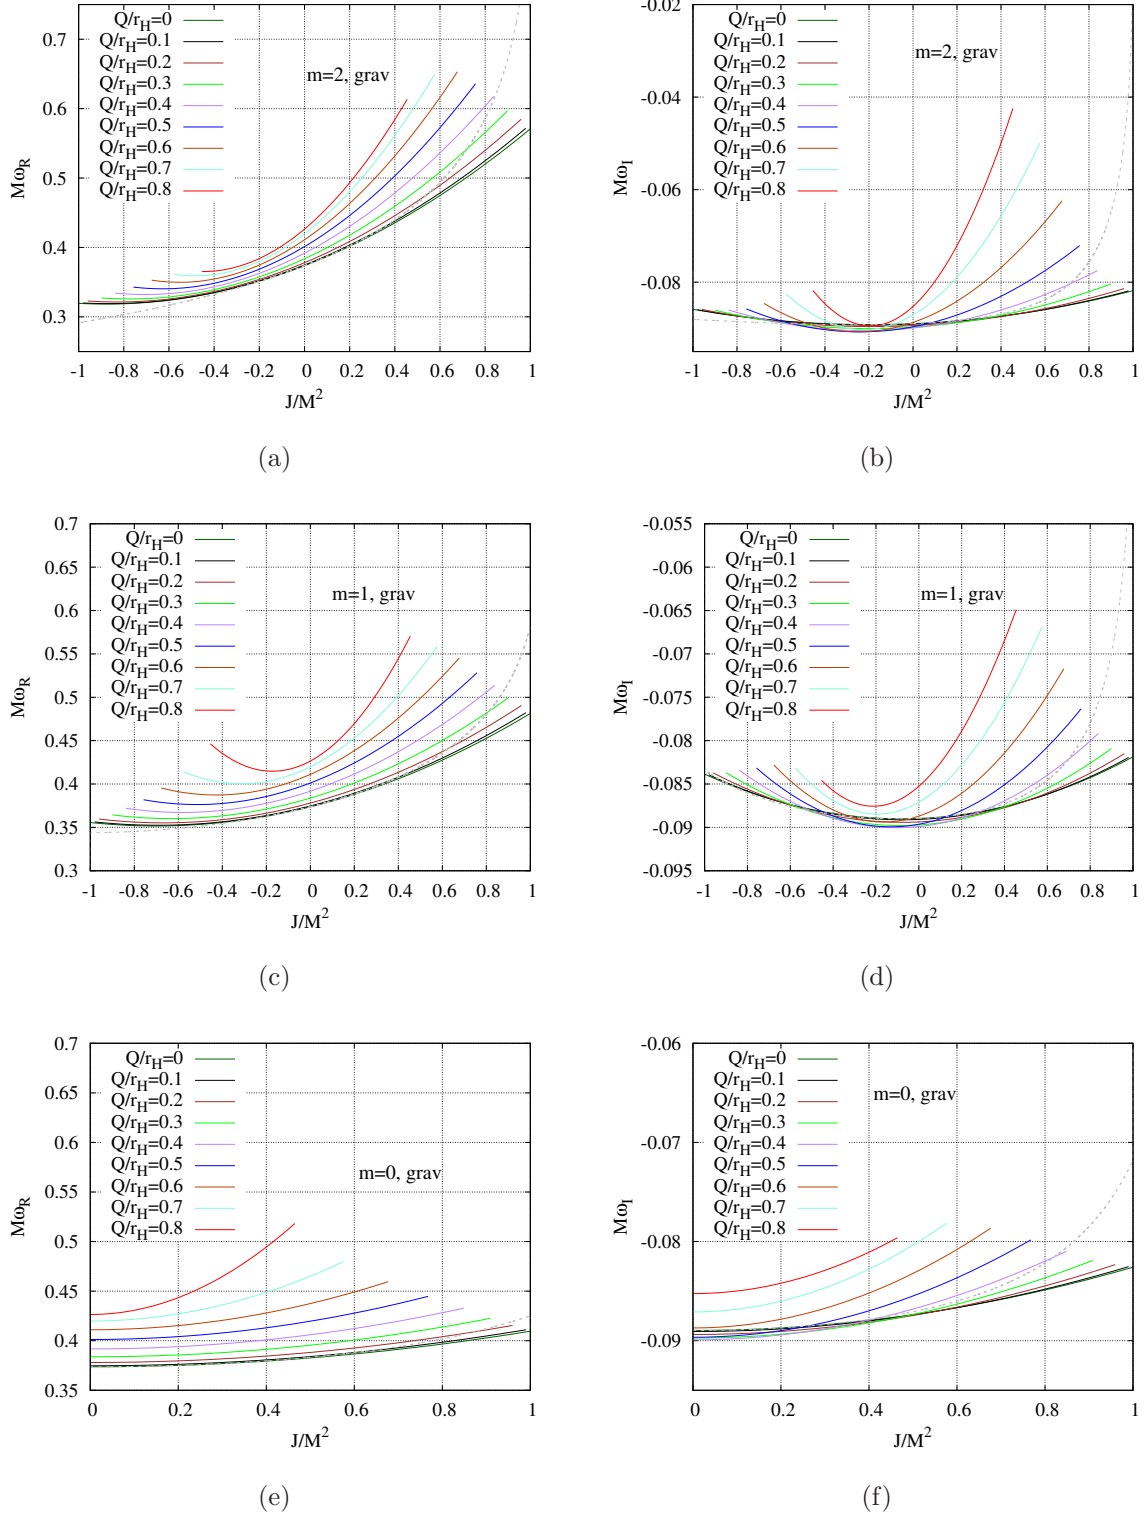 Q/r_H=0
Q/r_H=0.1
Q/r_H=0.2
Q/r_H=0.3
Q/r_H=0.4
Q/r_H=0.5
Q/r_H=0.6
Q/r_H=0.7
Q/r_H=0.8
m=2, grav
0.7
0.6
0.5
0.4
0.3
-1 -0.8 -0.6 -0.4 -0.2 0 0.2 0.4 0.6 0.8 1
Mω_R
J/M^2
(a)
Q/r_H=0
Q/r_H=0.1
Q/r_H=0.2
Q/r_H=0.3
Q/r_H=0.4
Q/r_H=0.5
Q/r_H=0.6
Q/r_H=0.7
Q/r_H=0.8
m=2, grav
-0.02
-0.04
-0.06
-0.08
-1 -0.8 -0.6 -0.4 -0.2 0 0.2 0.4 0.6 0.8 1
Mω_I
J/M^2
(b)
Q/r_H=0
Q/r_H=0.1
Q/r_H=0.2
Q/r_H=0.3
Q/r_H=0.4
Q/r_H=0.5
Q/r_H=0.6
Q/r_H=0.7
Q/r_H=0.8
m=1, grav
0.7
0.65
0.6
0.55
0.5
0.45
0.4
0.35
0.3
-1 -0.8 -0.6 -0.4 -0.2 0 0.2 0.4 0.6 0.8 1
Mω_R
J/M^2
(c)
Q/r_H=0
Q/r_H=0.1
Q/r_H=0.2
Q/r_H=0.3
Q/r_H=0.4
Q/r_H=0.5
Q/r_H=0.6
Q/r_H=0.7
Q/r_H=0.8
m=1, grav
-0.055
-0.06
-0.065
-0.07
-0.075
-0.08
-0.085
-0.09
-0.095
-1 -0.8 -0.6 -0.4 -0.2 0 0.2 0.4 0.6 0.8 1
Mω_I
J/M^2
(d)
Q/r_H=0
Q/r_H=0.1
Q/r_H=0.2
Q/r_H=0.3
Q/r_H=0.4
Q/r_H=0.5
Q/r_H=0.6
Q/r_H=0.7
Q/r_H=0.8
m=0, grav
0.7
0.65
0.6
0.55
0.5
0.45
0.4
0.35
0 0.2 0.4 0.6 0.8 1
Mω_R
J/M^2
(e)
Q/r_H=0
Q/r_H=0.1
Q/r_H=0.2
Q/r_H=0.3
Q/r_H=0.4
Q/r_H=0.5
Q/r_H=0.6
Q/r_H=0.7
Q/r_H=0.8
m=0, grav
-0.06
-0.07
-0.08
-0.09
0 0.2 0.4 0.6 0.8 1
Mω_I
J/M^2
(f)